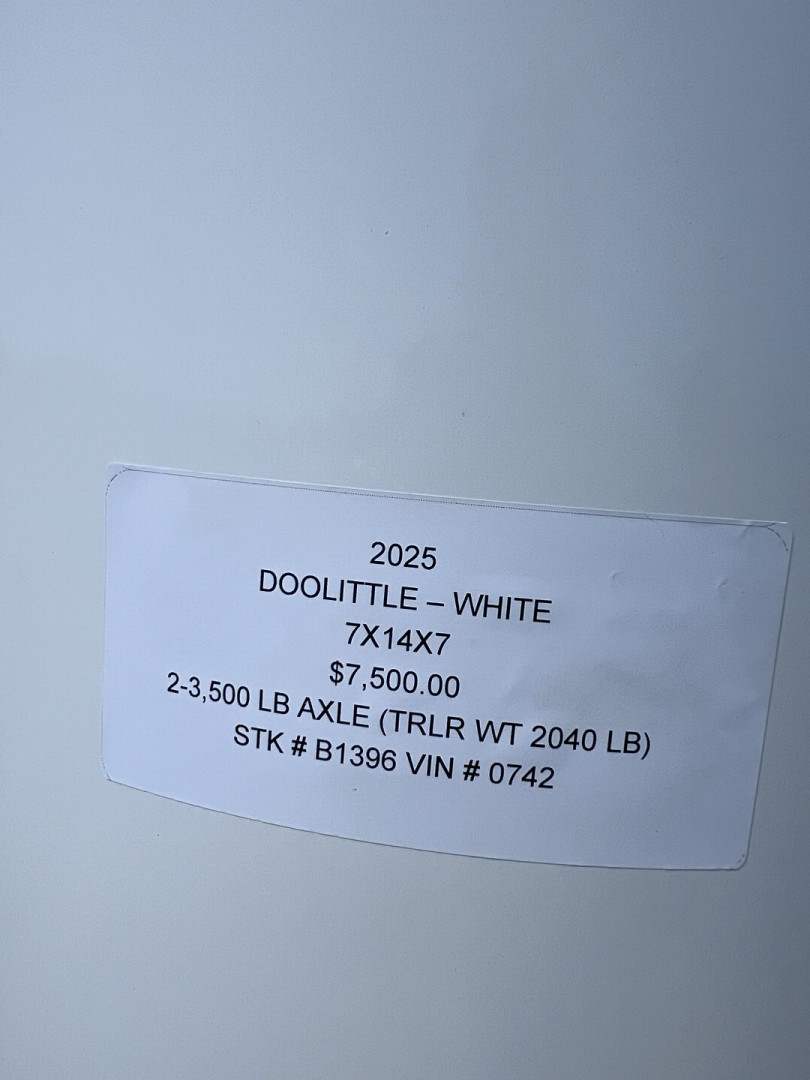 2025
DOOLITTLE – WHITE
7X14X7
$7,500.00
2-3,500 LB AXLE (TRLR WT 2040 LB)
STK # B1396 VIN # 0742